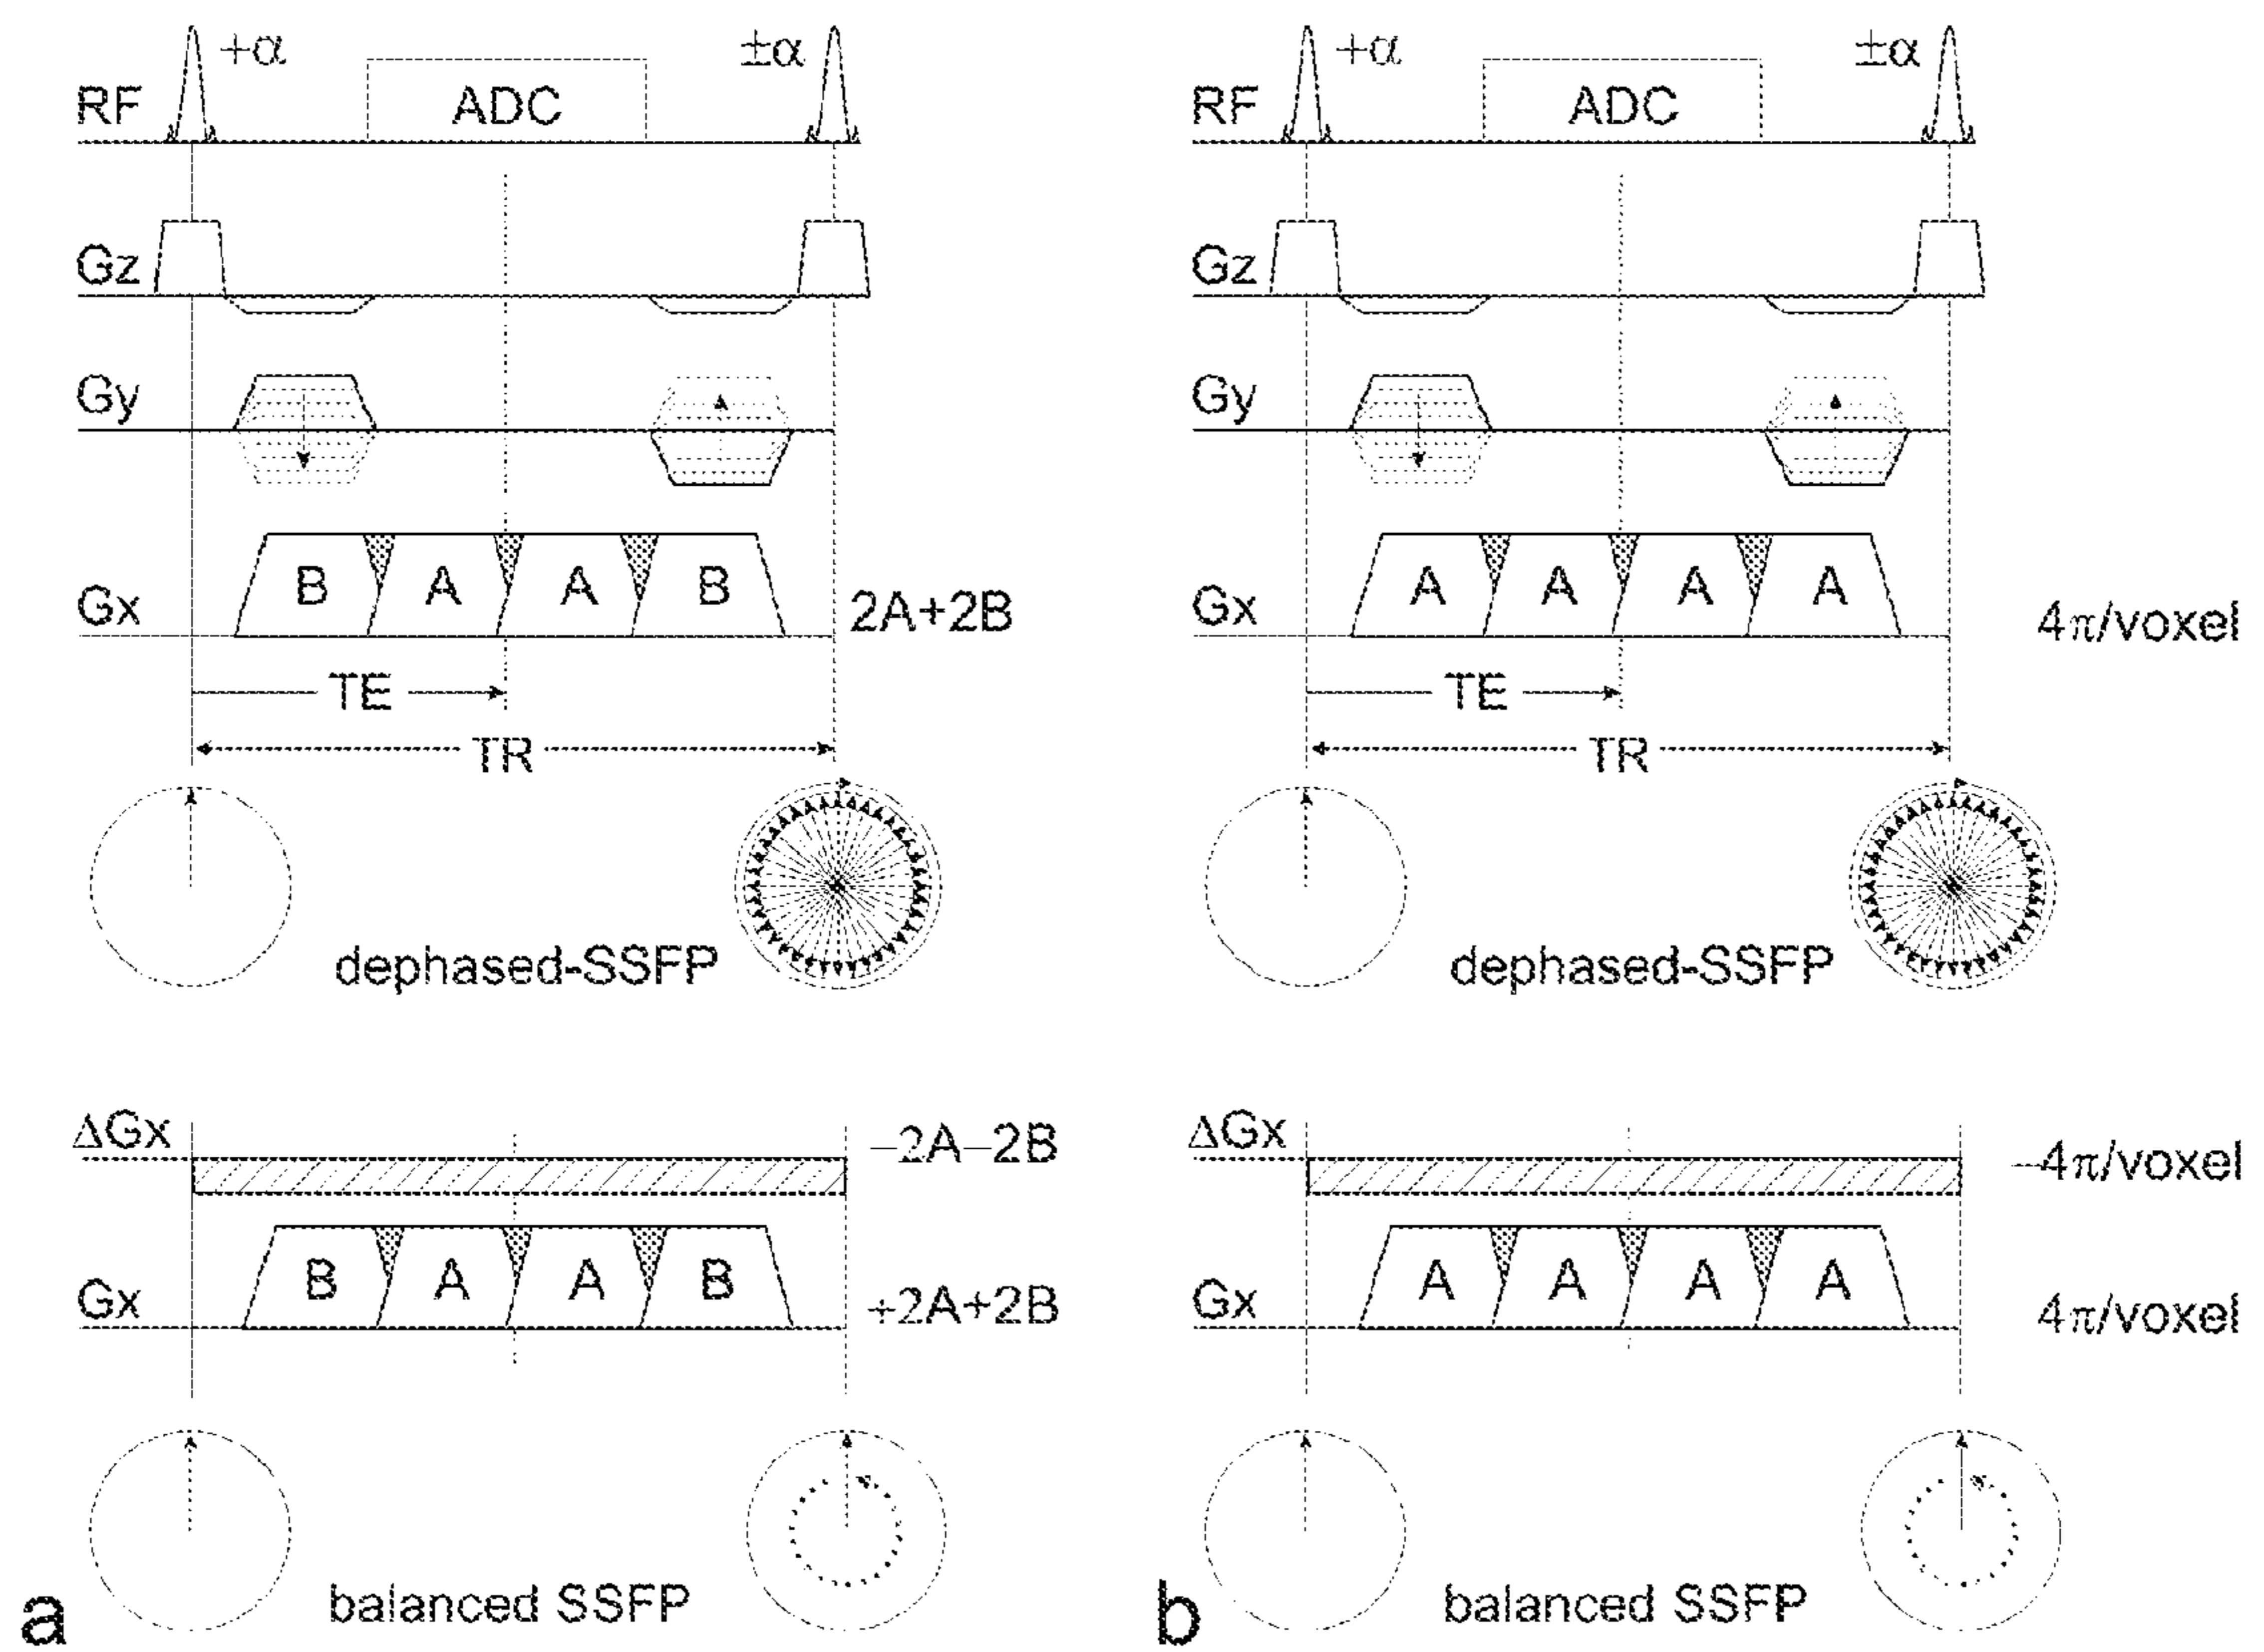 +α ±α
RF ADC
Gz
Gy
B A A B
Gx 2A+2B
TE
TR
dephased-SSFP
ΔGx –2A–2B
B A A B
Gx +2A+2B
balanced SSFP
a
+α ±α
RF ADC
Gz
Gy
A A A A
Gx 4π/voxel
TE
TR
dephased-SSFP
ΔGx –4π/voxel
A A A A
Gx 4π/voxel
balanced SSFP
b